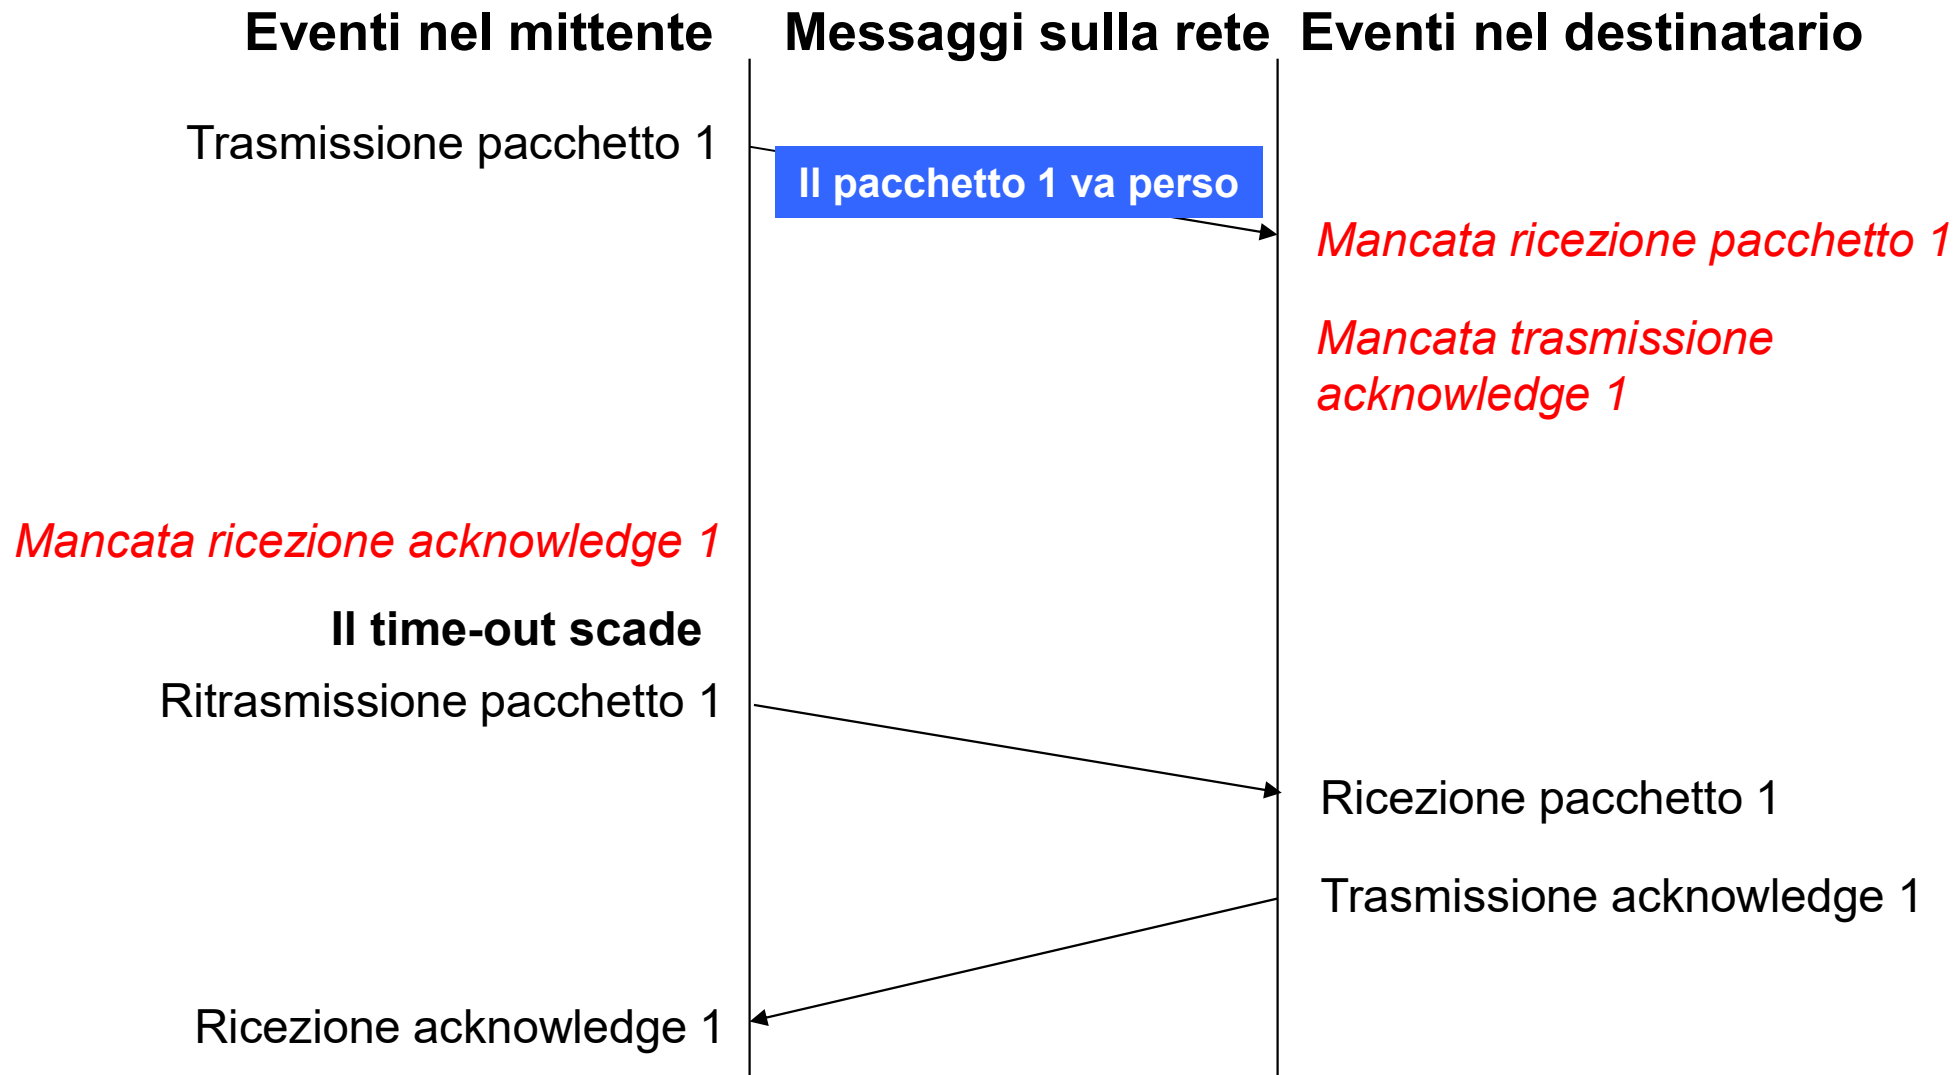 Eventi nel mittente
Messaggi sulla rete
Eventi nel destinatario
Trasmissione pacchetto 1
Il pacchetto 1 va perso
Mancata ricezione pacchetto 1
Mancata trasmissione
acknowledge 1
Mancata ricezione acknowledge 1
Il time-out scade
Ritrasmissione pacchetto 1
Ricezione pacchetto 1
Trasmissione acknowledge 1
Ricezione acknowledge 1